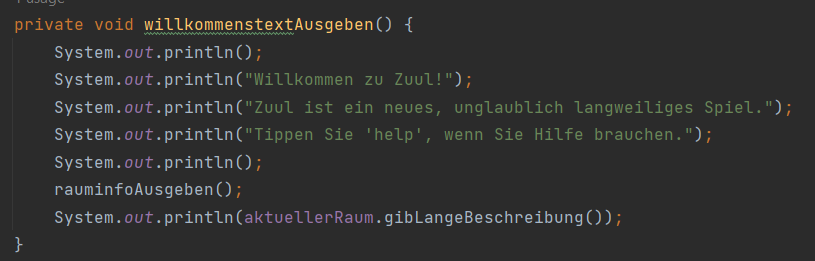 usage
private void willkommenstextAusgeben() {
    System.out.println();
    System.out.println("Willkommen zu Zuul!");
    System.out.println("Zuul ist ein neues, unglaublich langweiliges Spiel.");
    System.out.println("Tippen Sie 'help', wenn Sie Hilfe brauchen.");
    System.out.println();
    rauminfoAusgeben();
    System.out.println(aktuellerRaum.gibLangeBeschreibung());
}